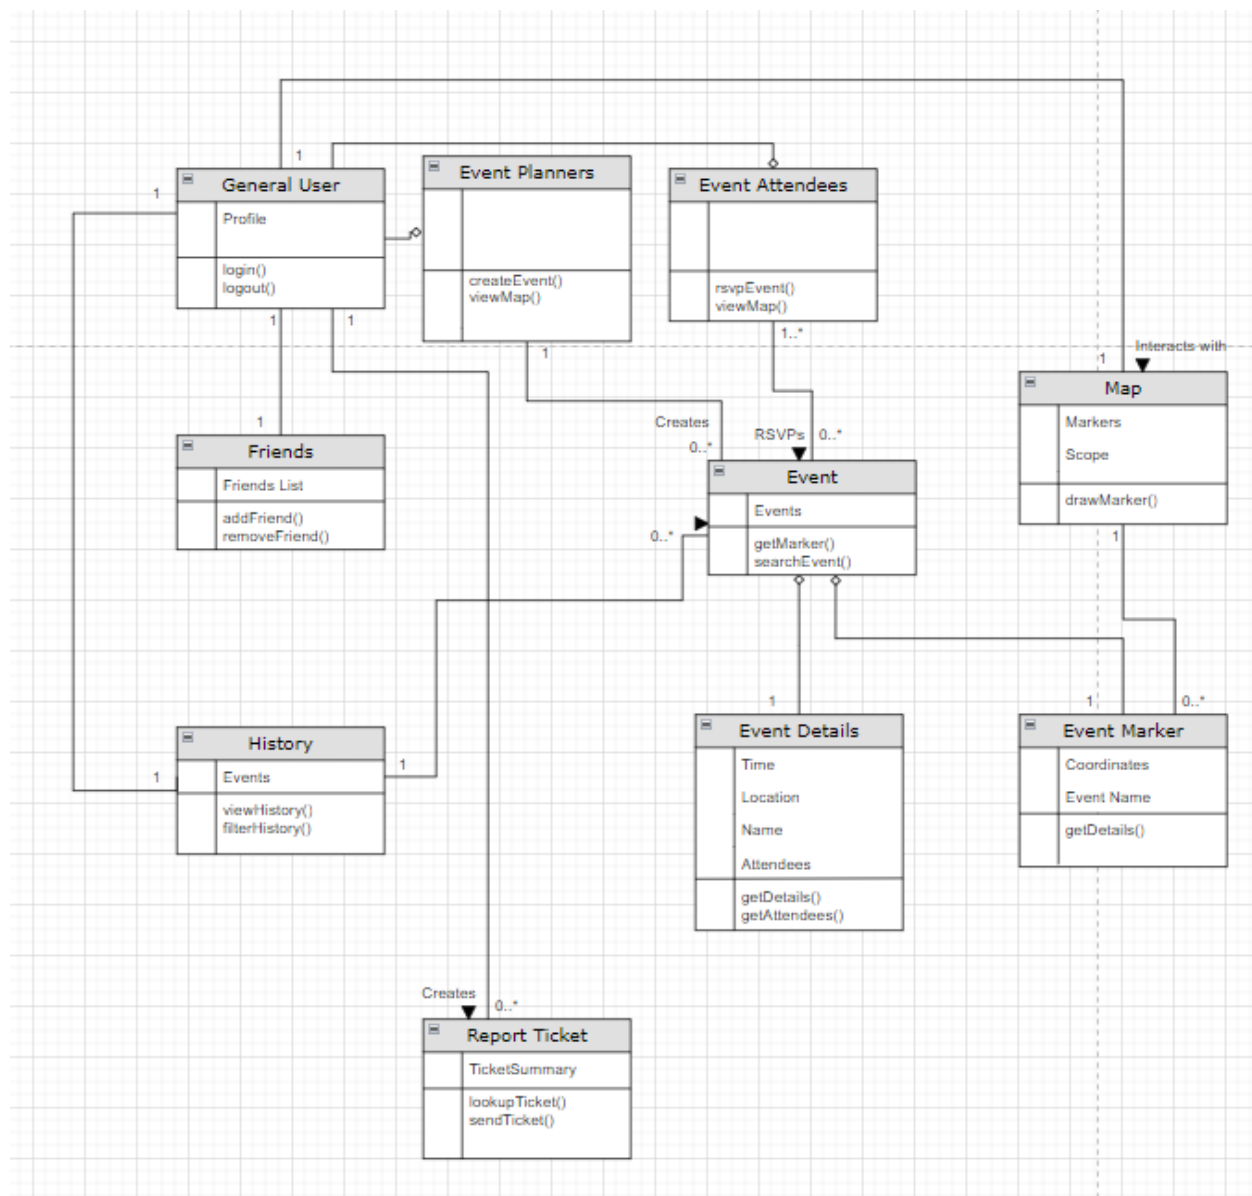 1
1
General User
Profile
login()
logout()
1
1
Event Planners
createEvent()
viewMap()
1
Event Attendees
rsvpEvent()
viewMap()
1..*
Interacts with
1
Map
Markers
Scope
drawMarker()
1
1
Friends
Friends List
addFriend()
removeFriend()
Creates
0..*
RSVPs
0..*
Event
Events
getMarker()
searchEvent()
0..*
1
History
Events
viewHistory()
filterHistory()
1
1
Event Details
Time
Location
Name
Attendees
getDetails()
getAttendees()
1
0..*
Event Marker
Coordinates
Event Name
getDetails()
Creates
0..*
Report Ticket
TicketSummary
lookupTicket()
sendTicket()